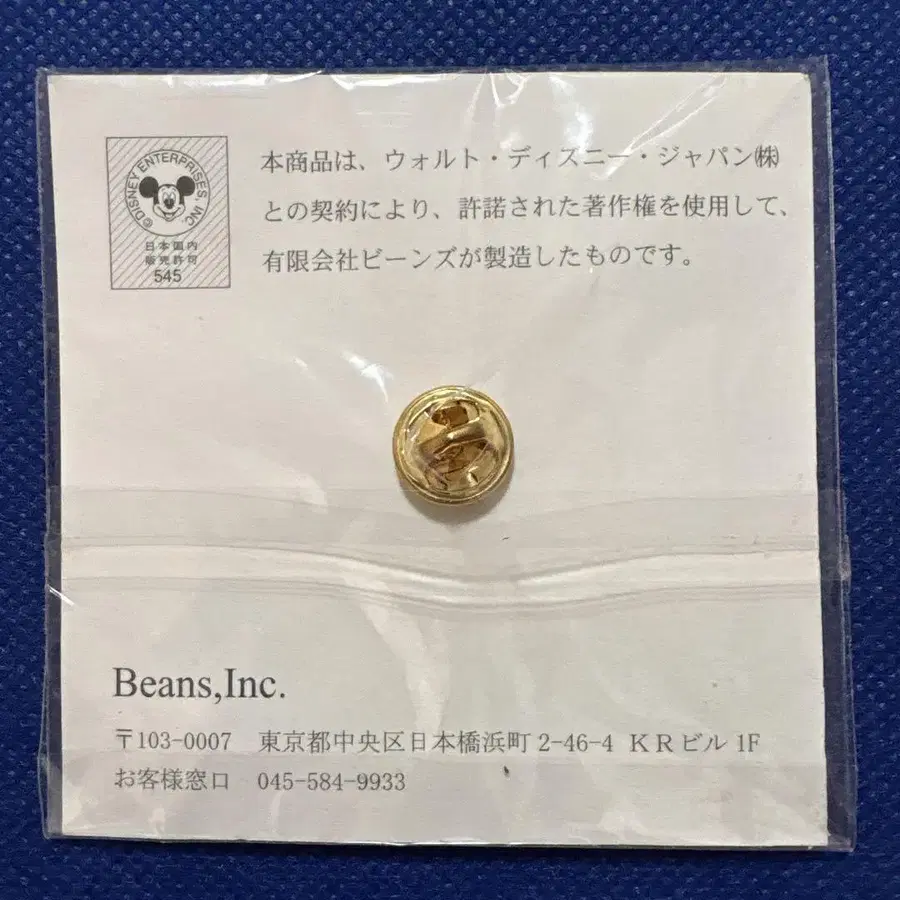 ©DISNEY ENTERPRISES, INC
日本国内
販売許可
545
本商品は、ウォルト・ディズニー・ジャパン㈱
との契約により、許諾された著作権を使用して、
有限会社ビーンズが製造したものです。
Beans,Inc.
〒103-0007 東京都中央区日本橋浜町 2-46-4 KRビル 1F
お客様窓口 045-584-9933